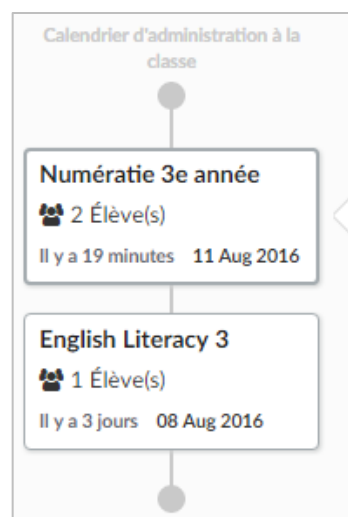 Calendrier d'administration à la
classe
Numératie 3e année
2 Élève(s)
Il y a 19 minutes 11 Aug 2016
English Literacy 3
1 Élève(s)
Il y a 3 jours 08 Aug 2016